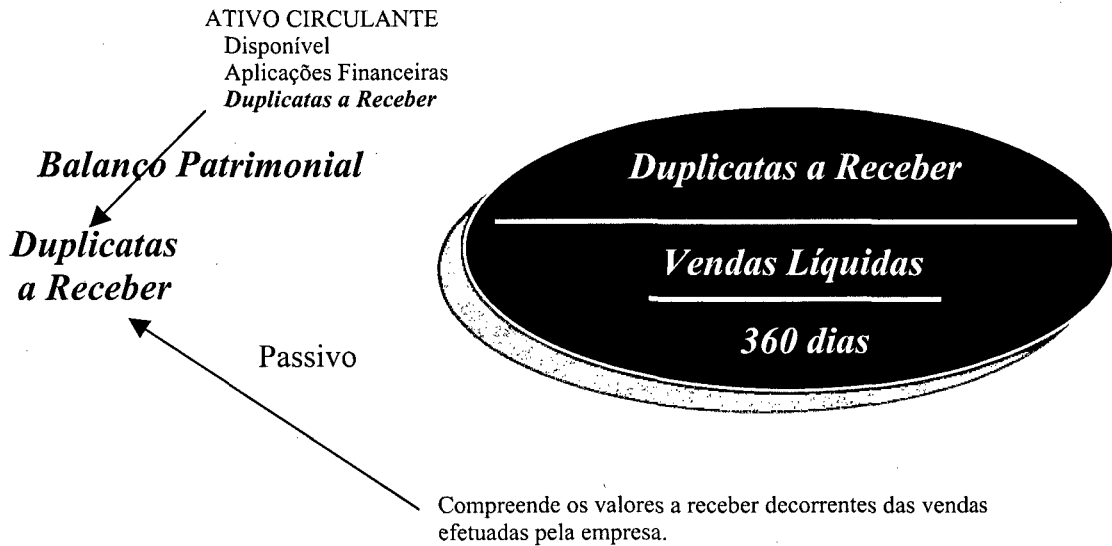 ATIVO CIRCULANTE
Disponível
Aplicações Financeiras
Duplicatas a Receber
Balanço Patrimonial
Duplicatas
a Receber
Passivo
Compreende os valores a receber decorrentes das vendas
efetuadas pela empresa.
Duplicatas a Receber
Vendas Líquidas
360 dias